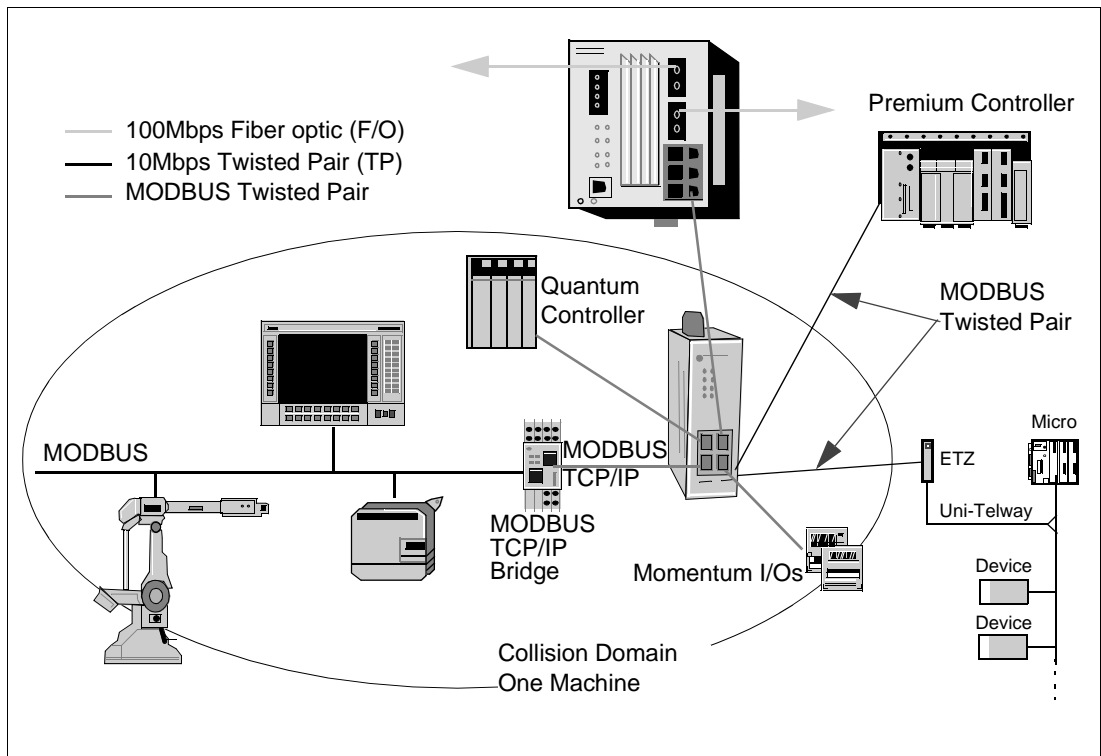 100Mbps Fiber optic (F/O)
10Mbps Twisted Pair (TP)
MODBUS Twisted Pair
Premium Controller
Quantum
Controller
MODBUS
Twisted Pair
MODBUS
MODBUS
TCP/IP
MODBUS
TCP/IP
Bridge
Momentum I/Os
ETZ
Micro
Uni-Telway
Device
Device
Collision Domain
One Machine